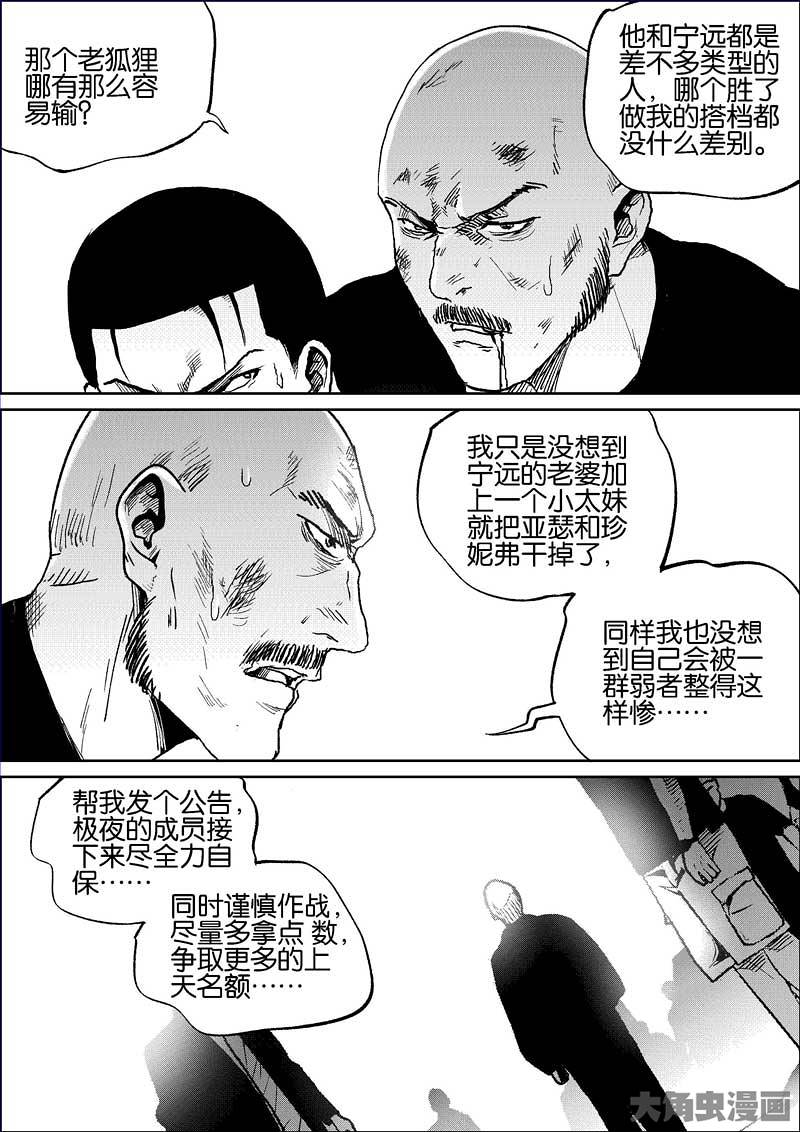 那个老狐狸
哪有那么容
易输？
他和宁远都是
差不多类型的
人，哪个胜了
做我的搭档都
没什么差别。
我只是没想到
宁远的老婆加
上一个小太妹
就把亚瑟和珍
妮弗干掉了，
同样我也没想
到自己会被一
群弱者整得这
样惨……
帮我发个公告，
极夜的成员接
下来尽全力自
保……
同时谨慎作战，
尽量多拿点数，
争取更多的上
天名额……
大角虫漫画